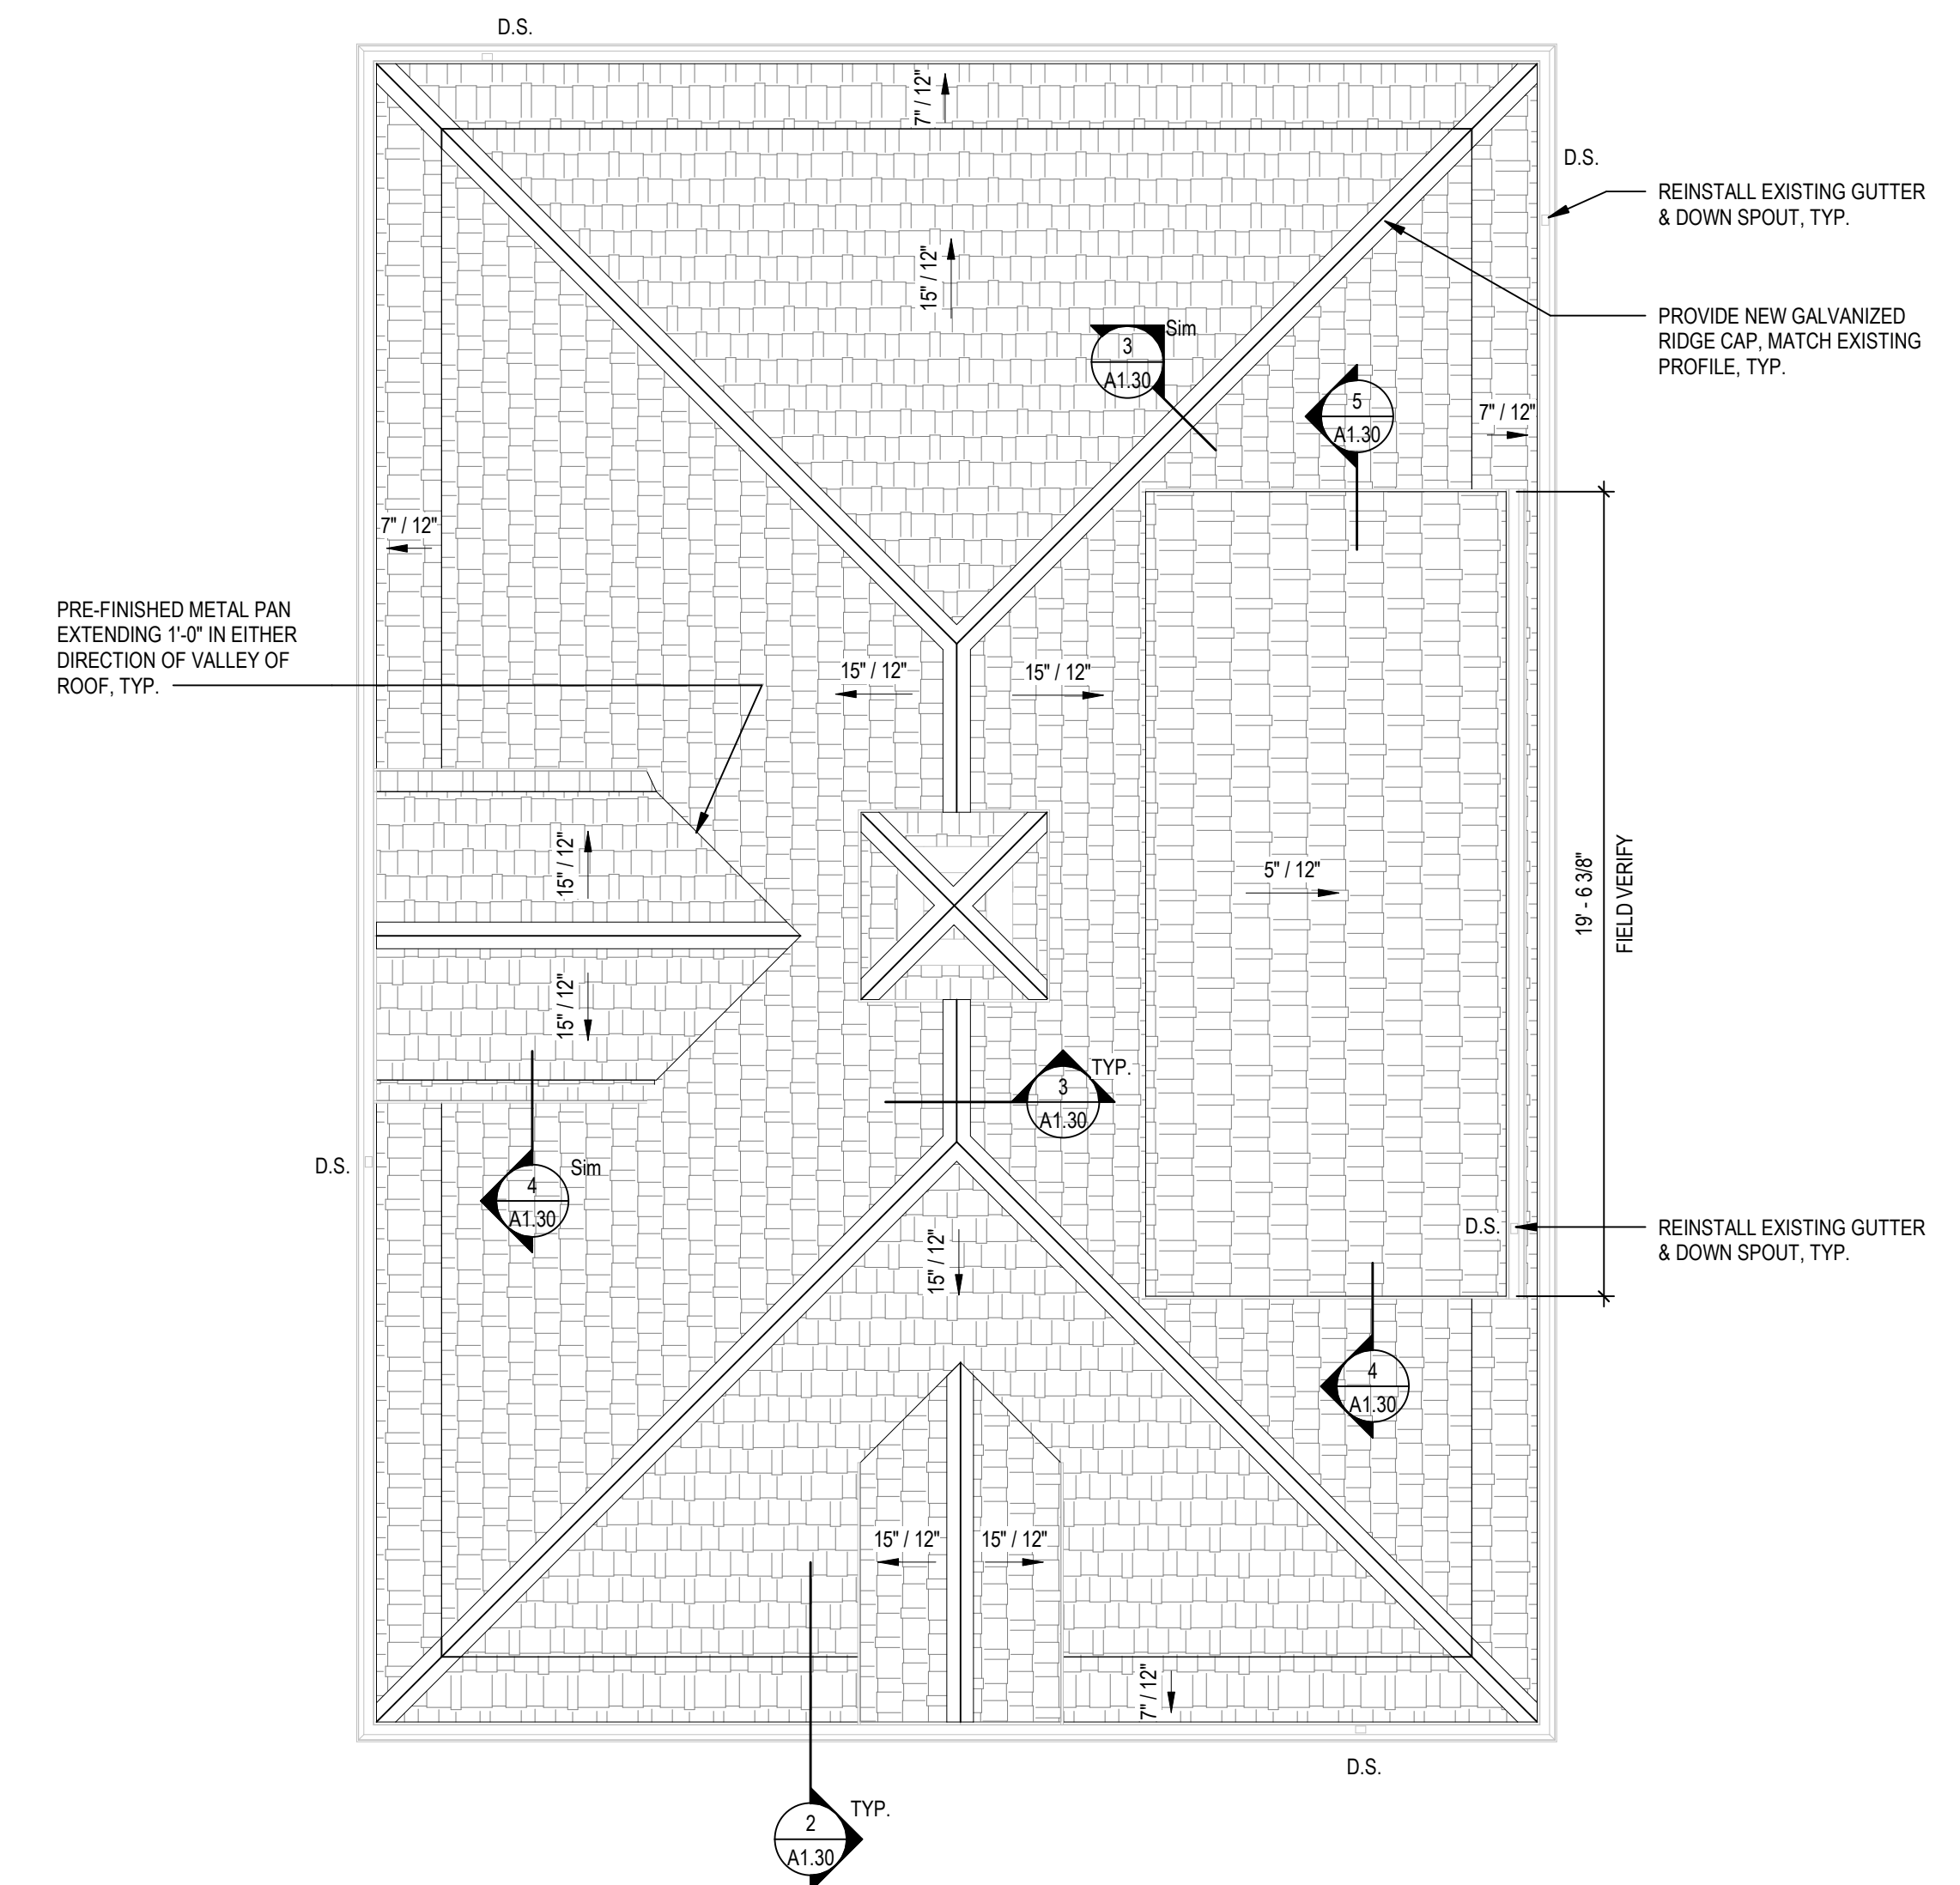 D.S.
7" / 12"
D.S.
REINSTALL EXISTING GUTTER
& DOWN SPOUT, TYP.
15" / 12"
PROVIDE NEW GALVANIZED
RIDGE CAP, MATCH EXISTING
PROFILE, TYP.
Sim
3
A1.30
5
A1.30
7" / 12"
7" / 12"
PRE-FINISHED METAL PAN
EXTENDING 1'-0" IN EITHER
DIRECTION OF VALLEY OF
ROOF, TYP.
15" / 12"
15" / 12"
15" / 12"
5" / 12"
19' - 6 3/8"
FIELD VERIFY
15" / 12"
TYP.
3
A1.30
D.S.
Sim
4
A1.30
D.S.
REINSTALL EXISTING GUTTER
& DOWN SPOUT, TYP.
15" / 12"
4
A1.30
15" / 12"
15" / 12"
7" / 12"
D.S.
TYP.
2
A1.30